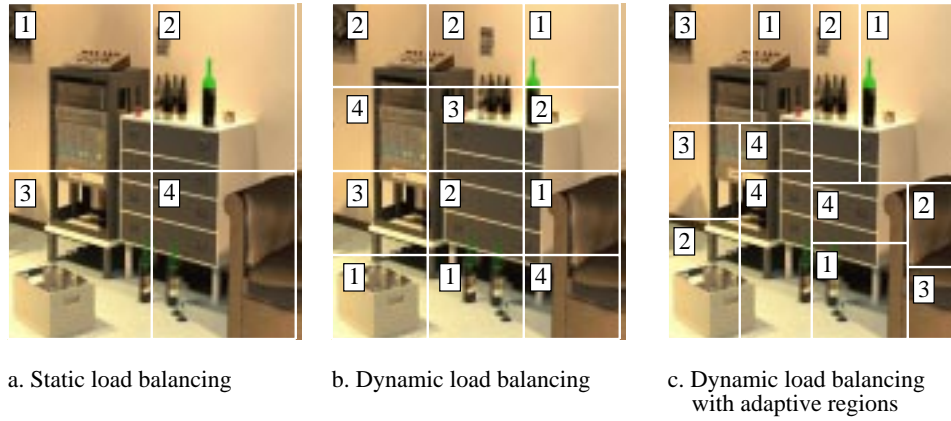 1 2
3 4
2 2 1
4 3 2
3 2 1
1 1 4
3 1 2 1
3 4
4 4 2
2 1
3
a. Static load balancing
b. Dynamic load balancing
c. Dynamic load balancing
with adaptive regions